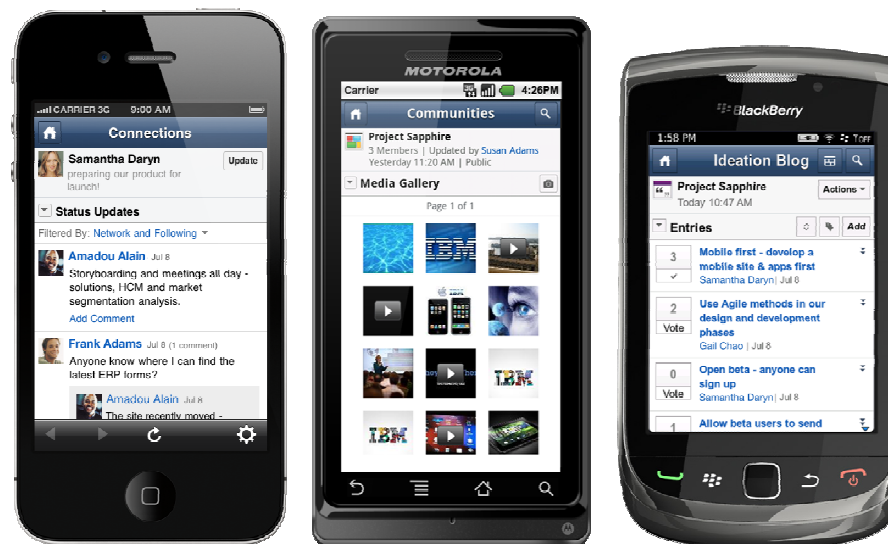 CARRIER 3G 9:00 AM
Connections
Samantha Daryn
Update
preparing our product for
launch!
Status Updates
Filtered By: Network and Following
Amadou Alain Jul 8
Storyboarding and meetings all day -
solutions, HCM and market
segmentation analysis.
Add Comment
Frank Adams Jul 8 (1 comment)
Anyone know where I can find the
latest ERP forms?
Amadou Alain Jul 8
The site recently moved -
MOTOROLA
Carrier 4:26PM
Communities
Project Sapphire
3 Members | Updated by Susan Adams
Yesterday 11:20 AM | Public
Media Gallery
Page 1 of 1
IBM
IBM
IBM
BlackBerry
1:58 PM OFF
Ideation Blog
Project Sapphire
Today 10:47 AM
Actions
Entries
Add
3
Mobile first - develop a
mobile site & apps first
Samantha Daryn| Jul 8
2
Vote
Use Agile methods in our
design and development
phases
Gail Chao | Jul 8
0
Vote
Open beta - anyone can
sign up
Samantha Daryn| Jul 8
1
Allow beta users to send